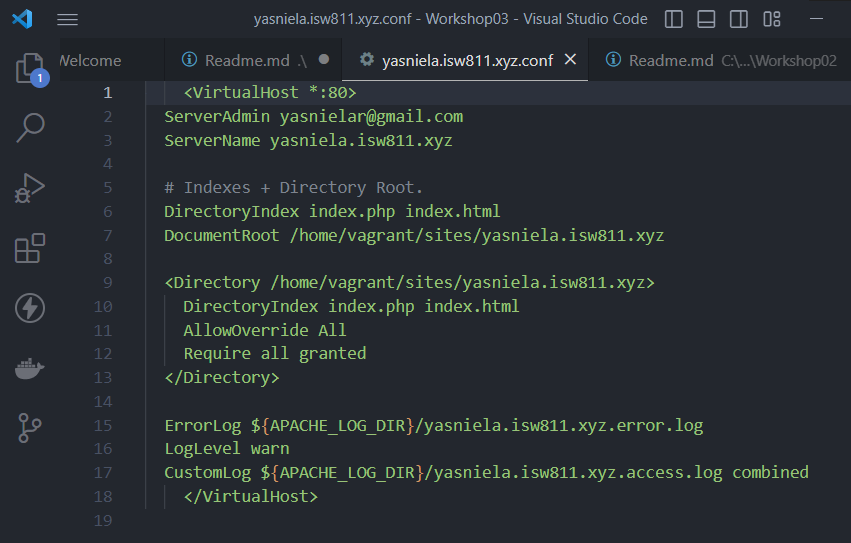 yasniela.isw811.xyz.conf - Workshop03 - Visual Studio Code
Welcome
Readme.md .\
yasniela.isw811.xyz.conf
Readme.md C:\...\Workshop02
1
1 <VirtualHost *:80>
2 ServerAdmin yasnielar@gmail.com
3 ServerName yasniela.isw811.xyz
4
5 # Indexes + Directory Root.
6 DirectoryIndex index.php index.html
7 DocumentRoot /home/vagrant/sites/yasniela.isw811.xyz
8
9 <Directory /home/vagrant/sites/yasniela.isw811.xyz>
10 DirectoryIndex index.php index.html
11 AllowOverride All
12 Require all granted
13 </Directory>
14
15 ErrorLog ${APACHE_LOG_DIR}/yasniela.isw811.xyz.error.log
16 LogLevel warn
17 CustomLog ${APACHE_LOG_DIR}/yasniela.isw811.xyz.access.log combined
18 </VirtualHost>
19